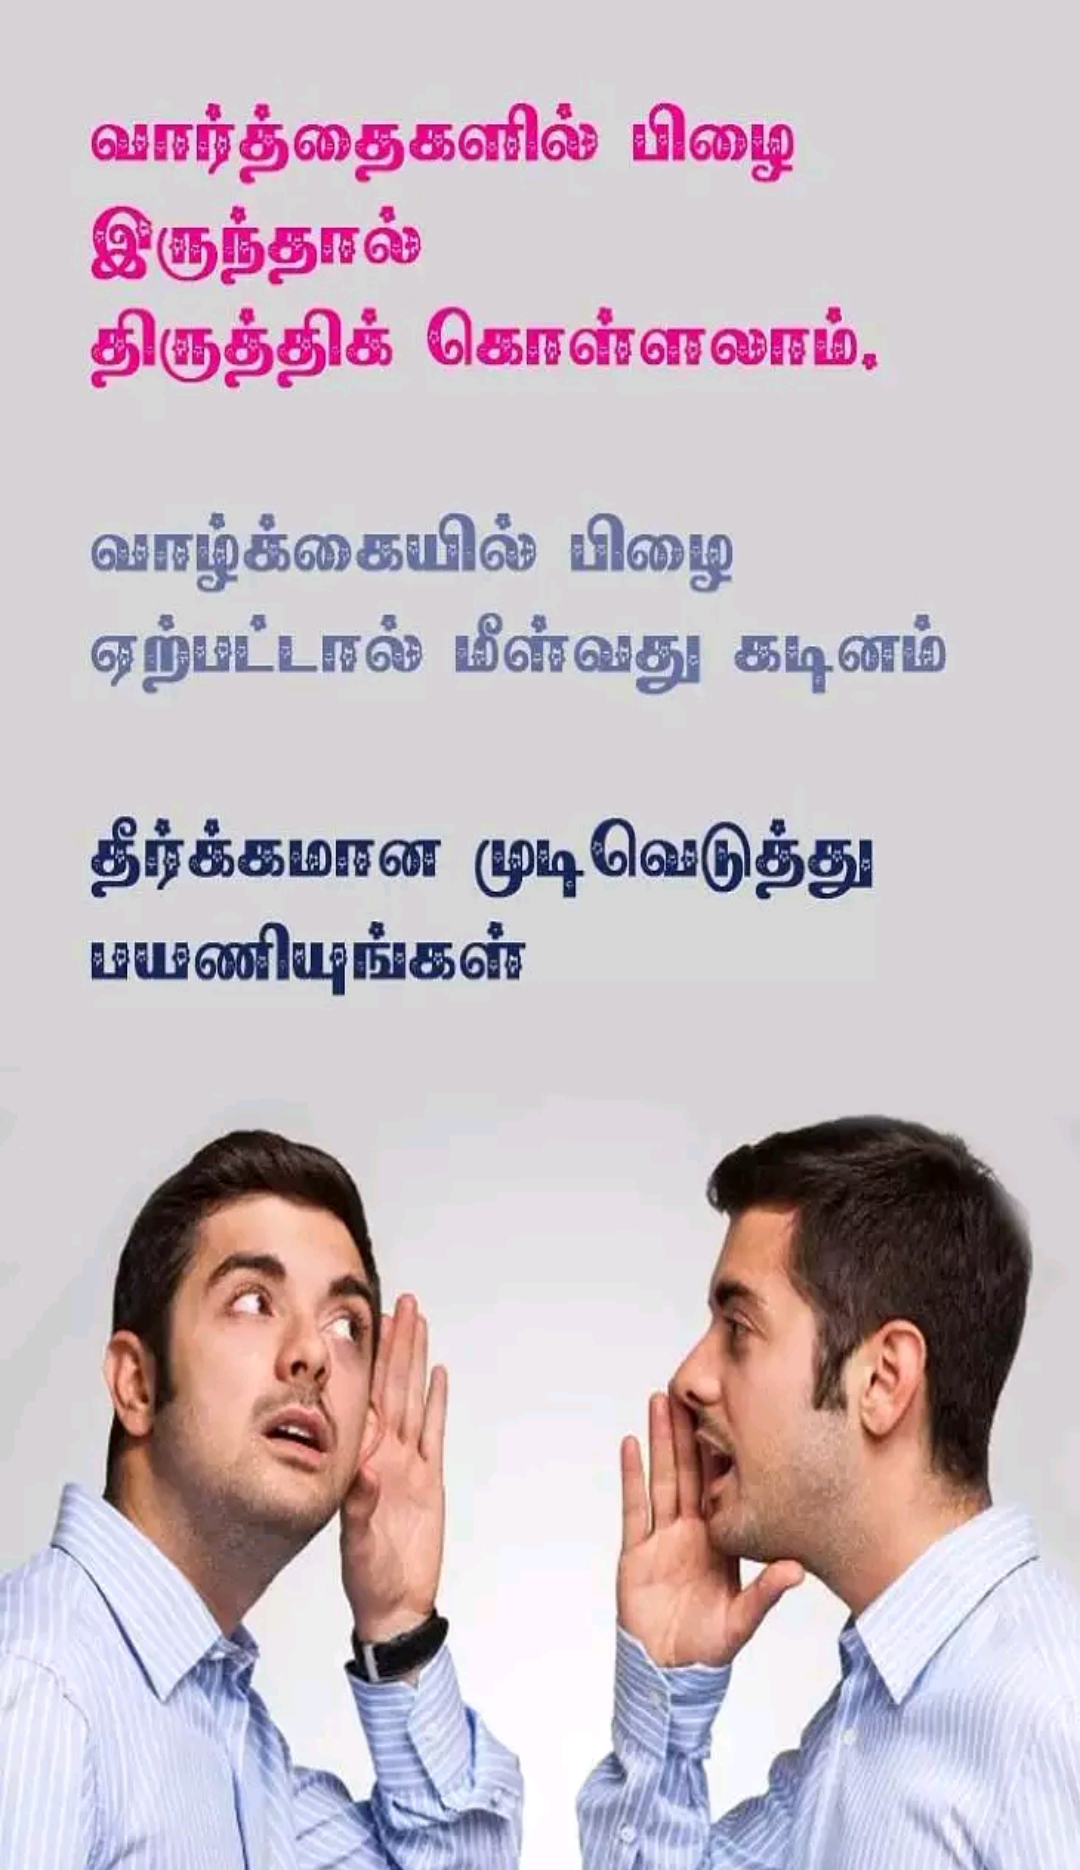 வார்த்தைகளில் பிழை
இருந்தால்
திருத்திக் கொள்ளலாம்.
வாழ்க்கையில் பிழை
ஏற்பட்டால் மீள்வது கடினம்
தீர்க்கமான முடிவெடுத்து
பயணியுங்கள்